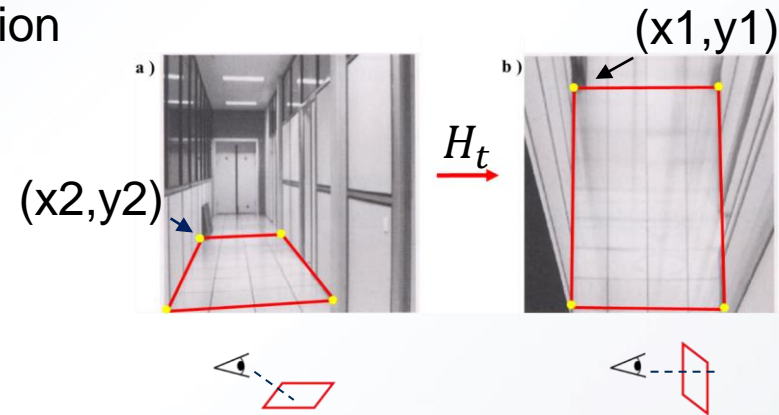 ion
(x1,y1)
a )
b )
H_t
(x2,y2)